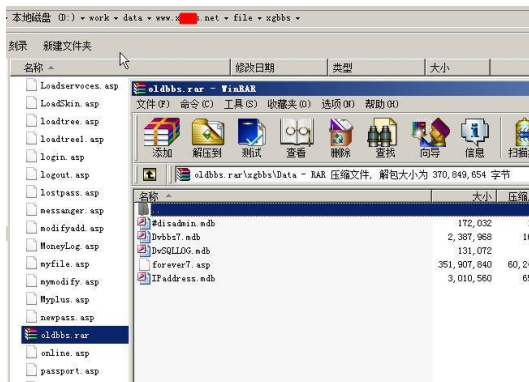 本地磁盘 (D:) ▾ work ▾ data ▾ www.x s.net ▾ file ▾ xgbbs ▾
刻录 新建文件夹
名称 修改日期 类型 大小
Loadservoces.asp
LoadSkin.asp
loadtree.asp
loadtree1.asp
login.asp
logout.asp
lostpass.asp
messanger.asp
modifyadd.asp
MoneyLog.asp
myfile.asp
mymodify.asp
Myplus.asp
newpass.asp
oldbbs.rar
online.asp
passport.asp
oldbbs.rar - WinRAR
文件(F) 命令(C) 工具(S) 收藏夹(O) 选项(N) 帮助(H)
添加 解压到 测试 查看 删除 查找 向导 信息 扫描
oldbbs.rar\xgbbs\Data - RAR 压缩文件, 解包大小为 370,849,654 字节
名称 大小 压缩
..
#disadmin.mdb 172,032
Dvbbs7.mdb 2,387,968
DvSQLLOG.mdb 131,072
forever7.asp 351,907,840
IPaddress.mdb 3,010,560